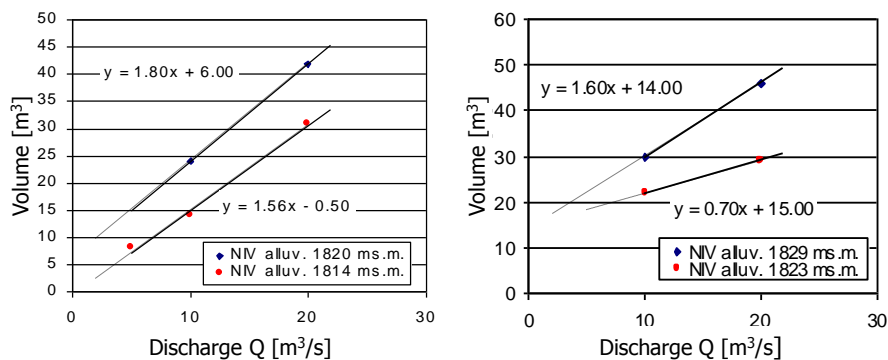 50
45
40
35
30
25
20
15
10
5
0
Volume [m³]
y = 1.80x + 6.00
y = 1.56x - 0.50
NIV alluv. 1820 ms.m.
NIV alluv. 1814 ms.m.
0 10 20 30
Discharge Q [m³/s]
60
50
40
30
20
10
0
Volume [m³]
y = 1.60x + 14.00
y = 0.70x + 15.00
NIV alluv. 1829 ms.m.
NIV alluv. 1823 ms.m.
0 10 20 30
Discharge Q [m³/s]